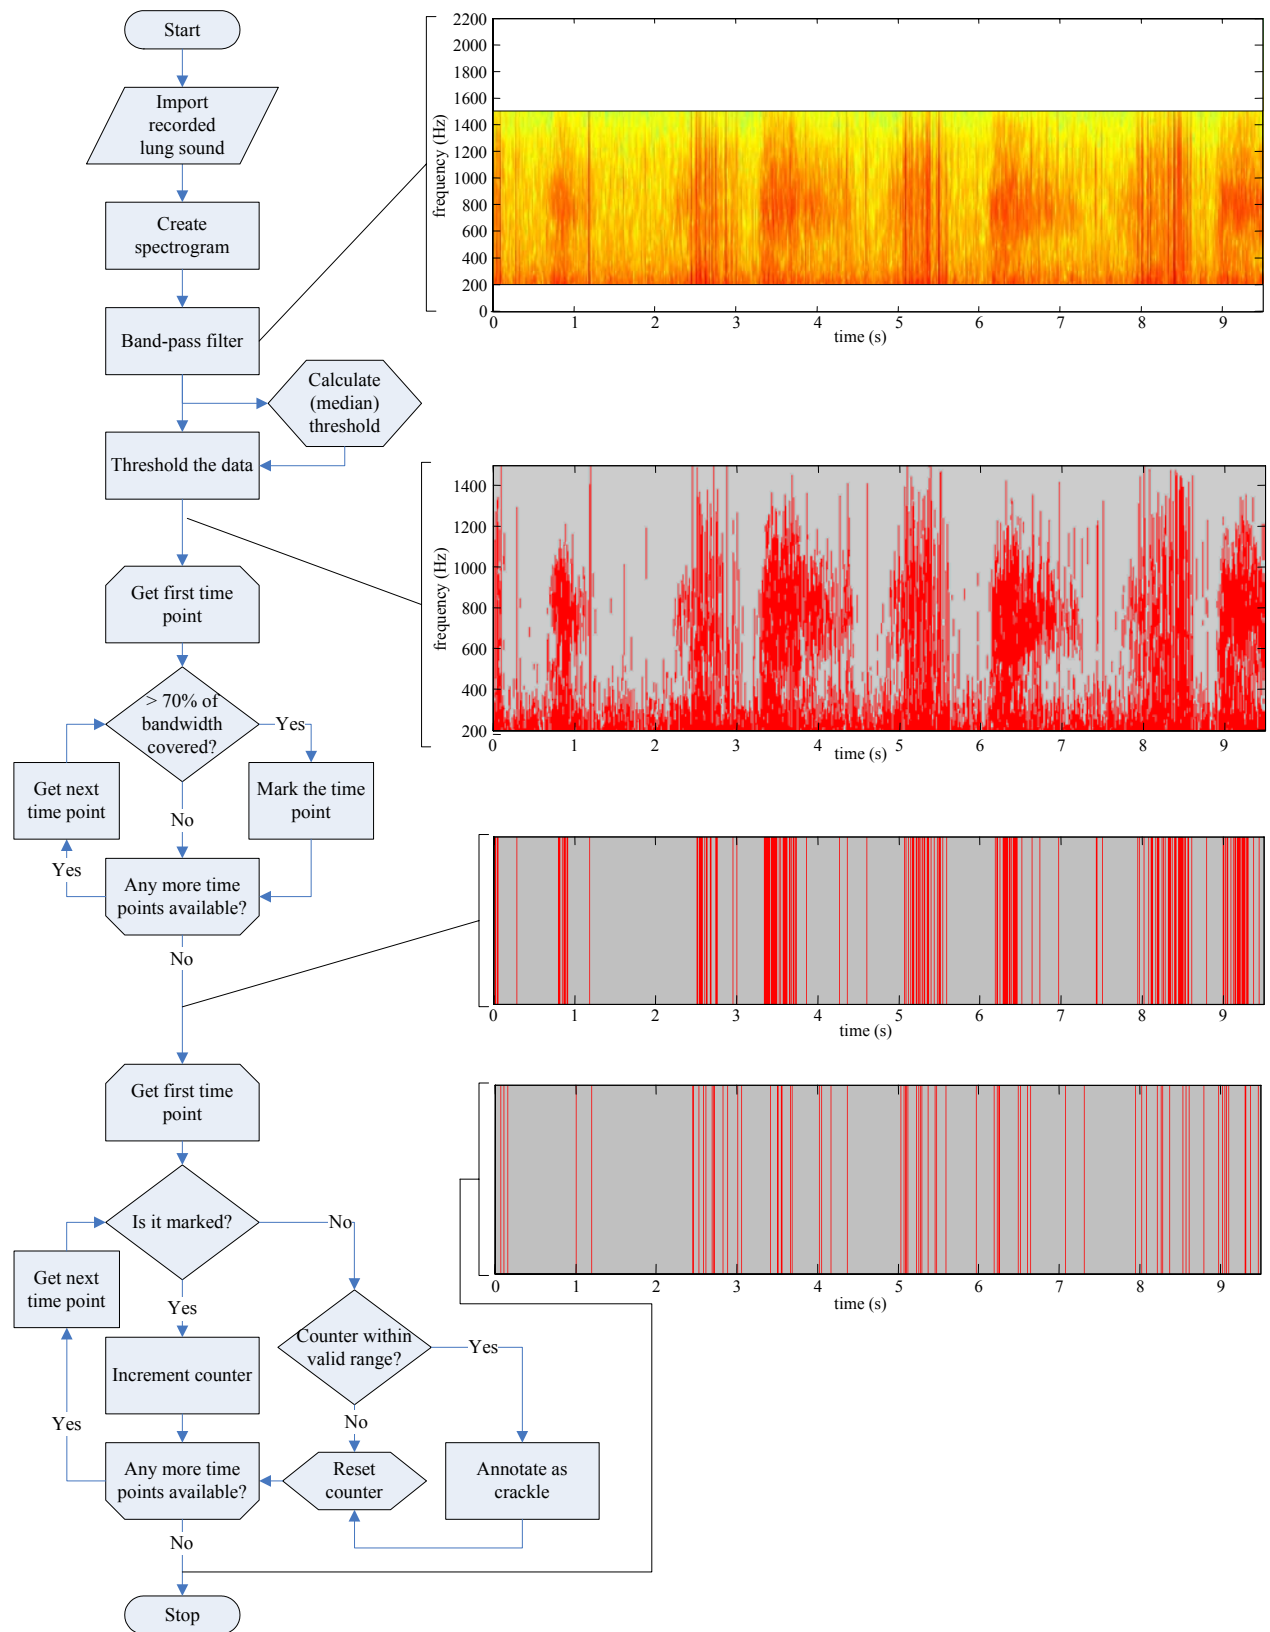 Start
Import
recorded
lung sound
Create
spectrogram
Band-pass filter
Calculate
(median)
threshold
Threshold the data
Get first time
point
> 70% of
bandwidth
covered?
Yes
Get next
time point
Mark the time
point
No
Yes
Any more time
points available?
No
Get first time
point
Is it marked?
No
Get next
time point
Yes
Counter within
valid range?
Yes
Increment counter
Yes
No
Any more time
points available?
Reset
counter
Annotate as
crackle
No
Stop
2200
2000
1800
1600
1400
1200
1000
800
600
400
200
0
frequency (Hz)
0 1 2 3 4 5 6 7 8 9
time (s)
1400
1200
1000
800
600
400
200
frequency (Hz)
0 1 2 3 4 5 6 7 8 9
time (s)
0 1 2 3 4 5 6 7 8 9
time (s)
0 1 2 3 4 5 6 7 8 9
time (s)